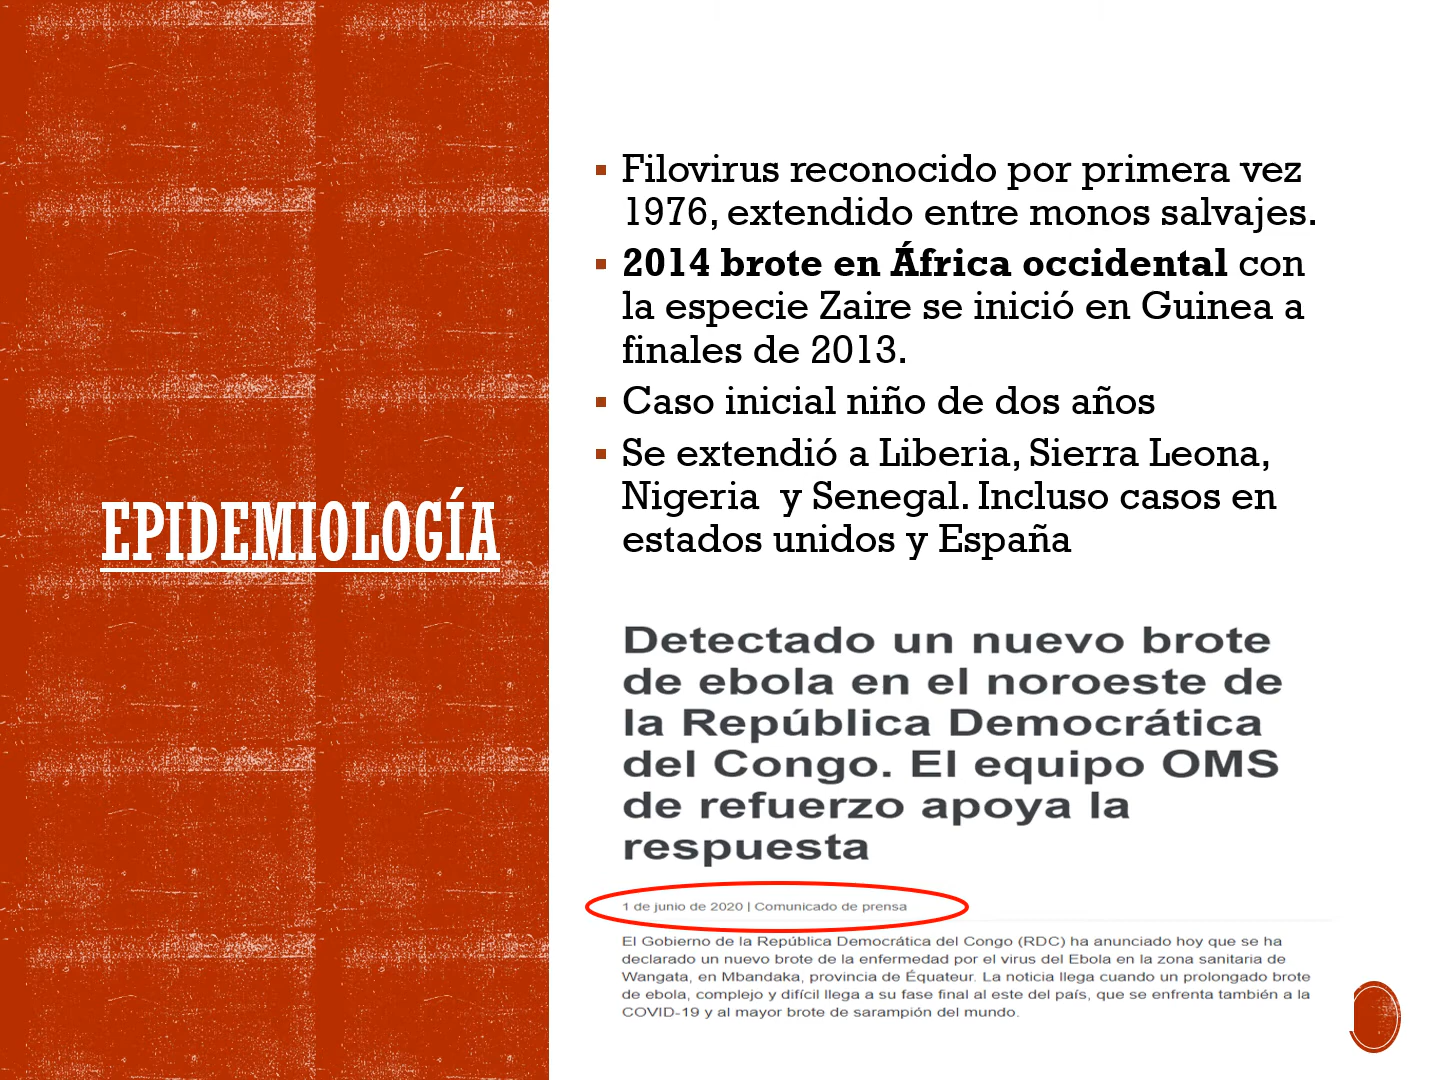 EPIDEMIOLOGÍA
Filovirus reconocido por primera vez
1976, extendido entre monos salvajes.
2014 brote en África occidental con
la especie Zaire se inició en Guinea a
finales de 2013.
Caso inicial niño de dos años
Se extendió a Liberia, Sierra Leona,
Nigeria y Senegal. Incluso casos en
estados unidos y España
Detectado un nuevo brote
de ebola en el noroeste de
la República Democrática
del Congo. El equipo OMS
de refuerzo apoya la
respuesta
1 de junio de 2020 | Comunicado de prensa
El Gobierno de la República Democrática del Congo (RDC) ha anunciado hoy que se ha
declarado un nuevo brote de la enfermedad por el virus del Ebola en la zona sanitaria de
Wangata, en Mbandaka, provincia de Équateur. La noticia llega cuando un prolongado brote
de ebola, complejo y difícil llega a su fase final al este del país, que se enfrenta también a la
COVID-19 y al mayor brote de sarampión del mundo.